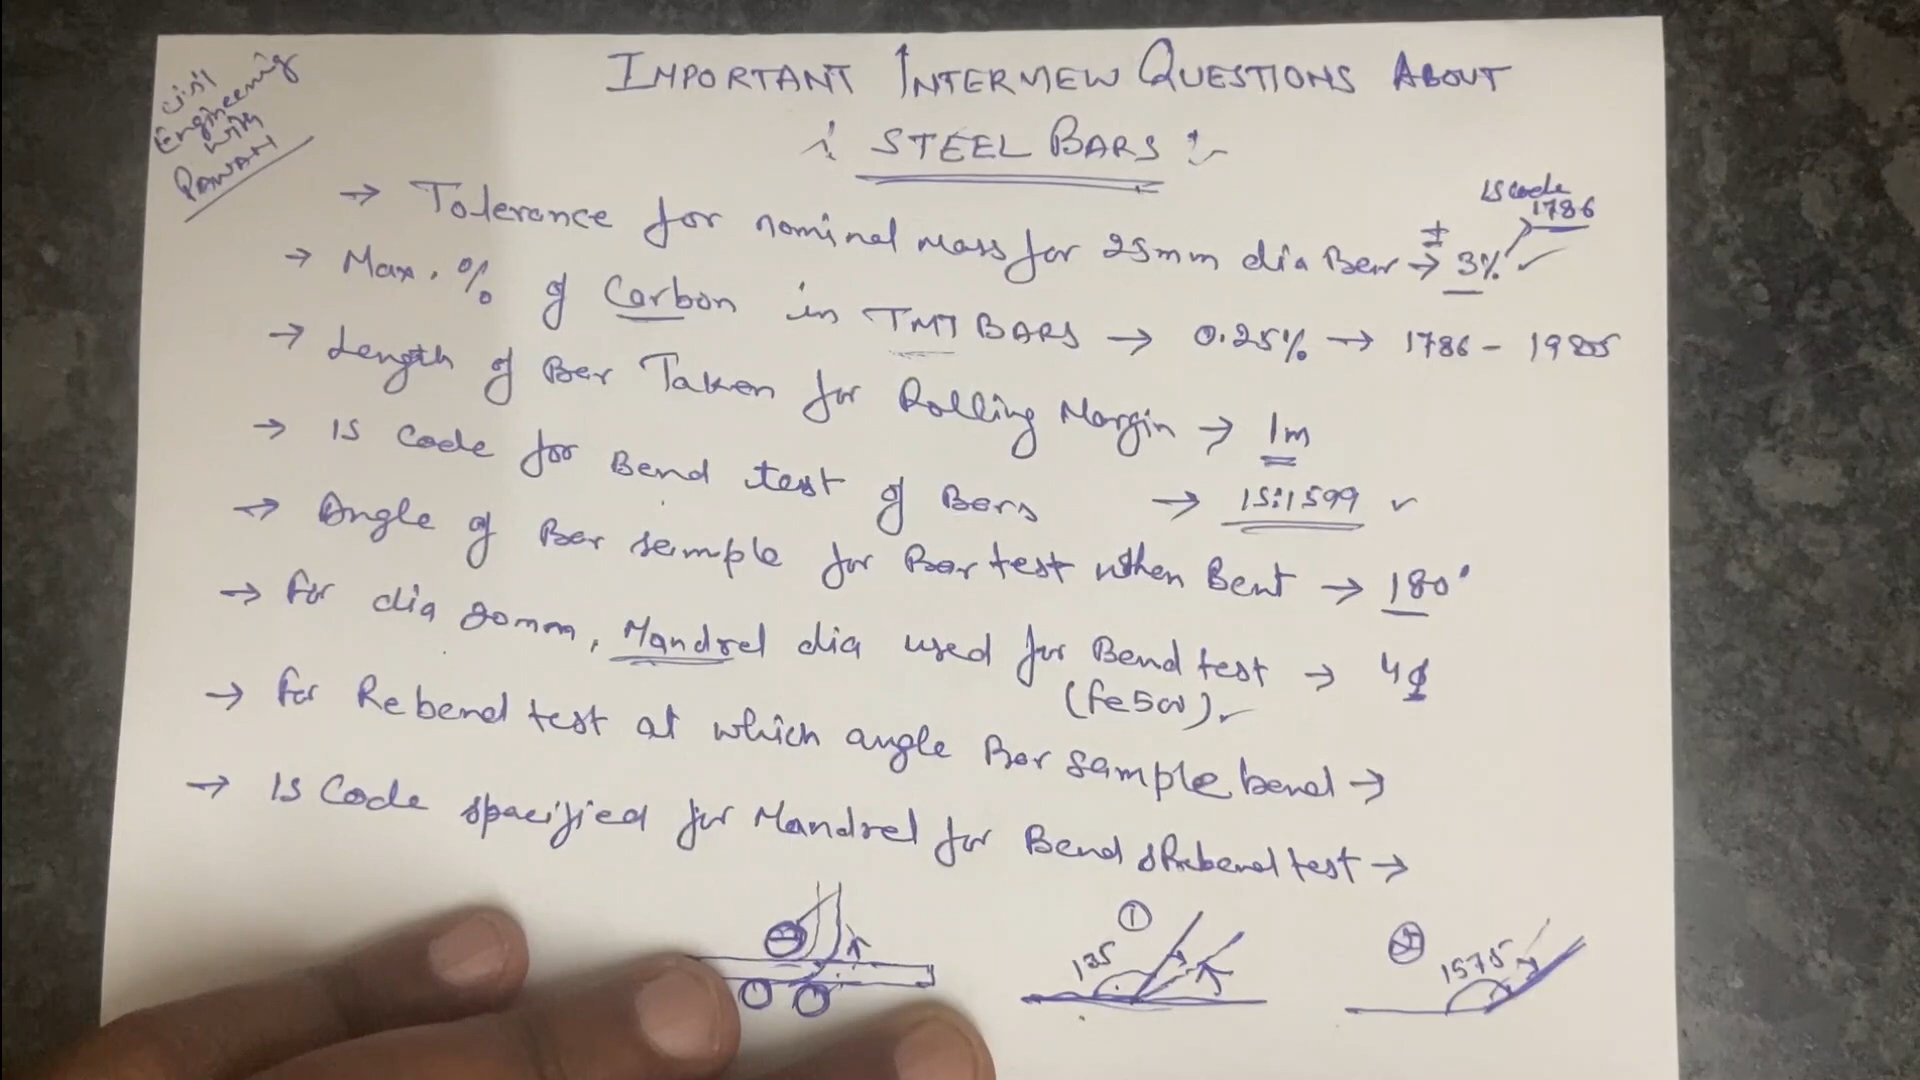 Civil
Engineering
with
PAWAN
IMPORTANT INTERVIEW QUESTIONS ABOUT
STEEL BARS :-
IS code
1786
→ Tolerance for nominal mass for 25mm dia Bar → ± 3% ✓
→ Max. % of Carbon in TMT BARS → 0.25% → 1786 - 1985
→ Length of Bar Taken for Rolling Margin → 1m
→ IS Code for Bend test of Bars → IS:1599 ✓
→ Angle of Bar sample for Bar test when Bent → 180°
→ for dia 20mm, Mandrel dia used for Bend test → 4φ
(fe500) ✓
→ for Rebend test at which angle Bar sample bend →
→ IS Code specified for Mandrel for Bend & Rebend test →
1
135
2
157.5